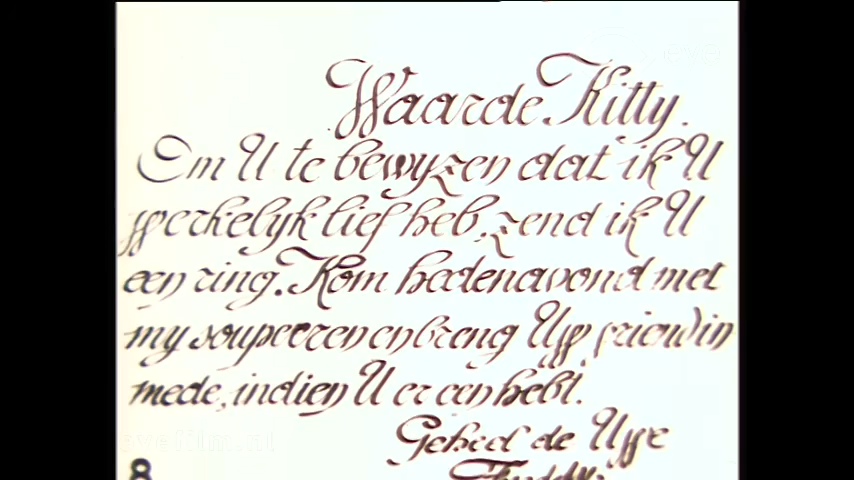 Waarde Kitty.
Om U te bewyzen dat ik U
werkelyk lief heb, zend ik U
een ring. Kom hedenavond met
my soupeeren en breng Uw vriendin
mede, indien U er een hebt.
Geheel de Uwe
8